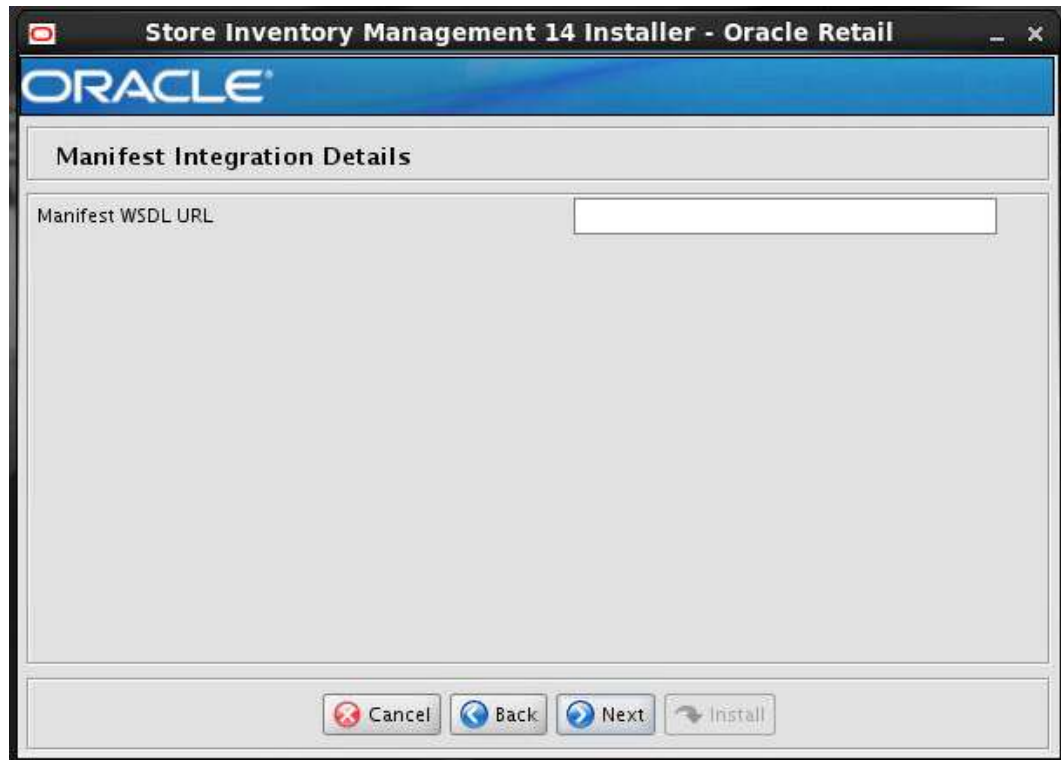 Store Inventory Management 14 Installer - Oracle Retail
ORACLE®
Manifest Integration Details
Manifest WSDL URL
Cancel Back Next Install